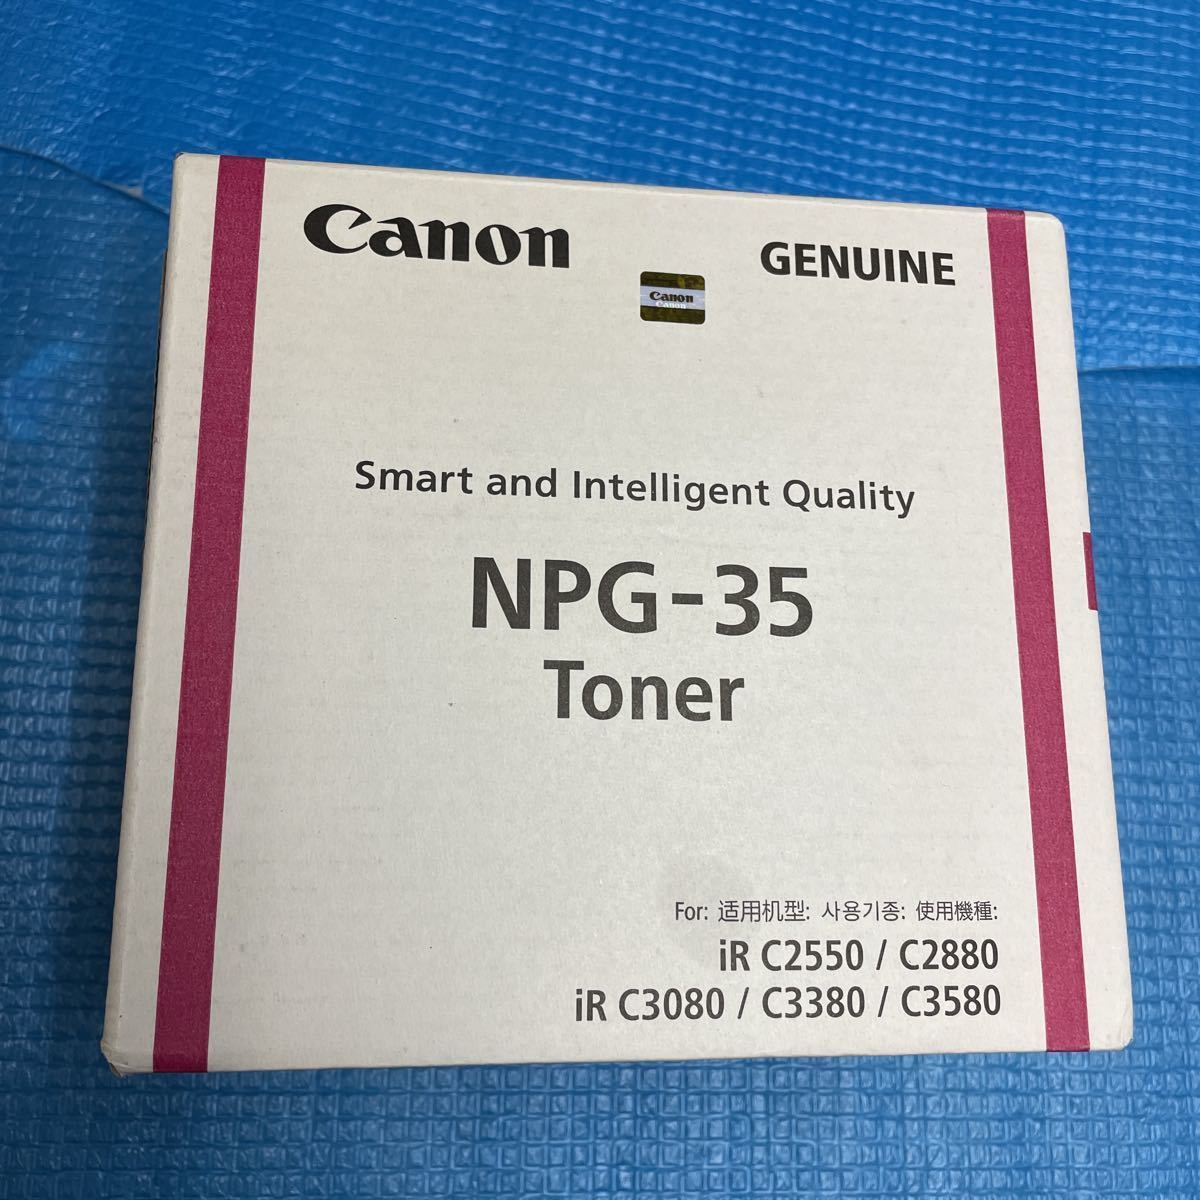 Canon
GENUINE
Canon
Canon
Smart and Intelligent Quality
NPG-35
Toner
For: 适用机型: 사용기종: 使用機種:
iR C2550 / C2880
iR C3080 / C3380 / C3580